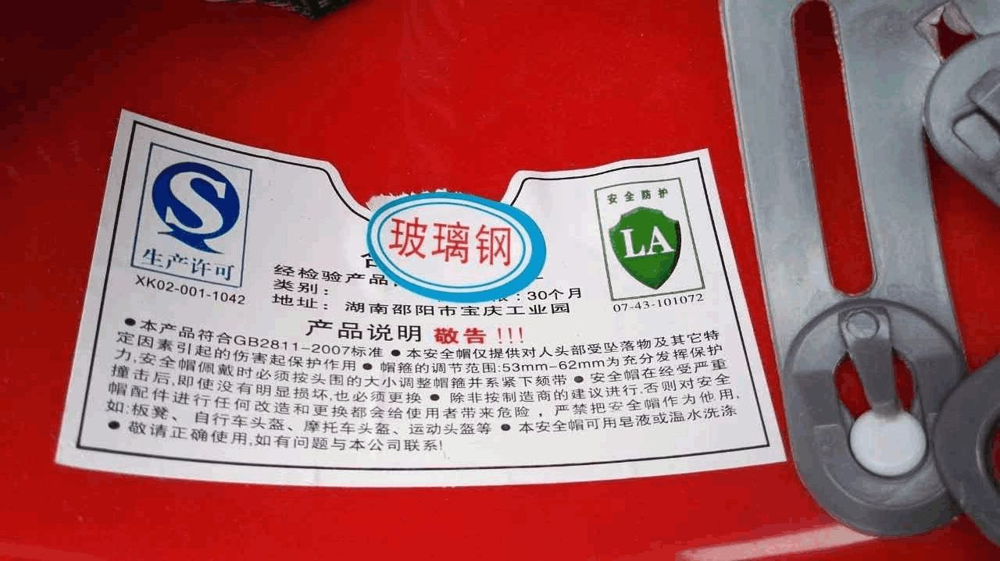 生产许可
XK02-001-1042
玻璃钢
安全防护
LA
07-43-101072
经检验产品
类别：
：30个月
地址：湖南邵阳市宝庆工业园
产品说明 敬告!!!
●本产品符合GB2811-2007标准 ●本安全帽仅提供对人头部受坠落物及其它特
定因素引起的伤害起保护作用 ●帽箍的调节范围:53mm-62mm为充分发挥保护
力,安全帽佩戴时必须按头围的大小调整帽箍并系紧下颏带 ●安全帽在经受严重
撞击后,即使没有明显损坏,也必须更换 ●除非按制造商的建议进行.否则对安全
帽配件进行任何改造和更换都会给使用者带来危险，严禁把安全帽作为他用,
如:板凳、自行车头盔、摩托车头盔、运动头盔等 ●本安全帽可用皂液或温水洗涤
●敬请正确使用,如有问题与本公司联系!